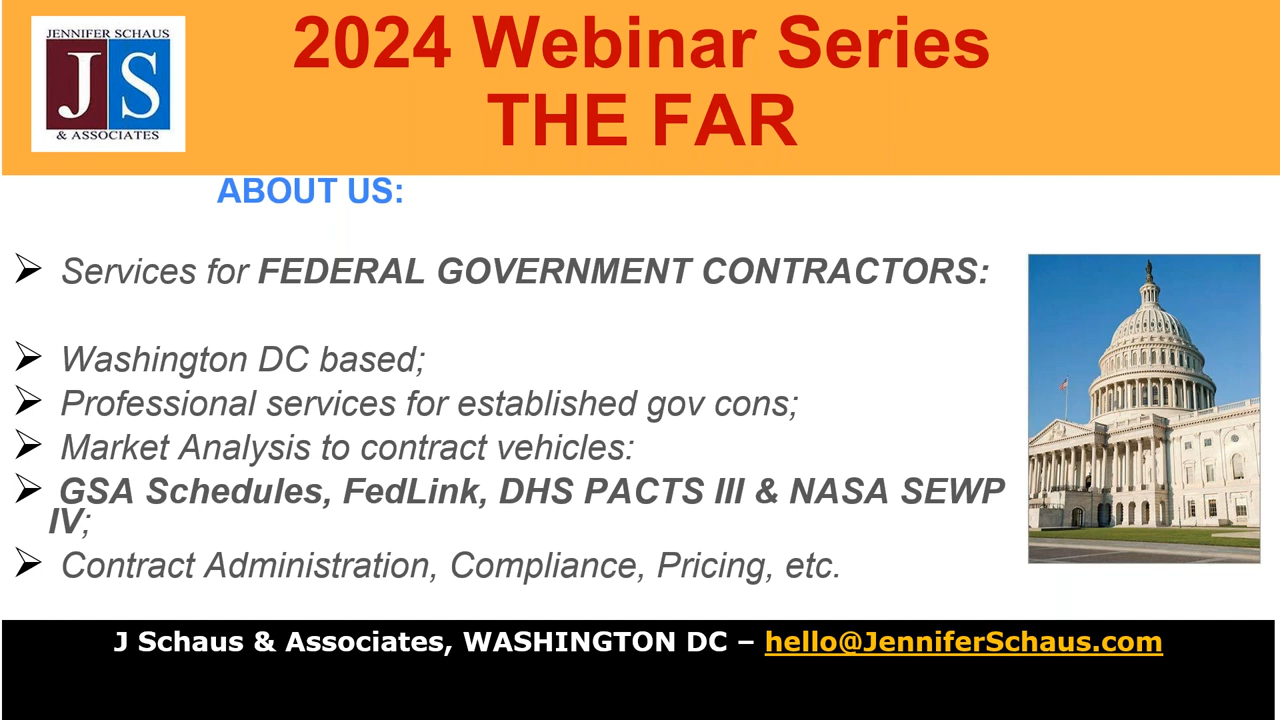 JENNIFER SCHAUS
JS
& ASSOCIATES
2024 Webinar Series
THE FAR
ABOUT US:
➢ Services for FEDERAL GOVERNMENT CONTRACTORS:
➢ Washington DC based;
➢ Professional services for established gov cons;
➢ Market Analysis to contract vehicles:
➢ GSA Schedules, FedLink, DHS PACTS III & NASA SEWP
IV;
➢ Contract Administration, Compliance, Pricing, etc.
J Schaus & Associates, WASHINGTON DC – hello@JenniferSchaus.com